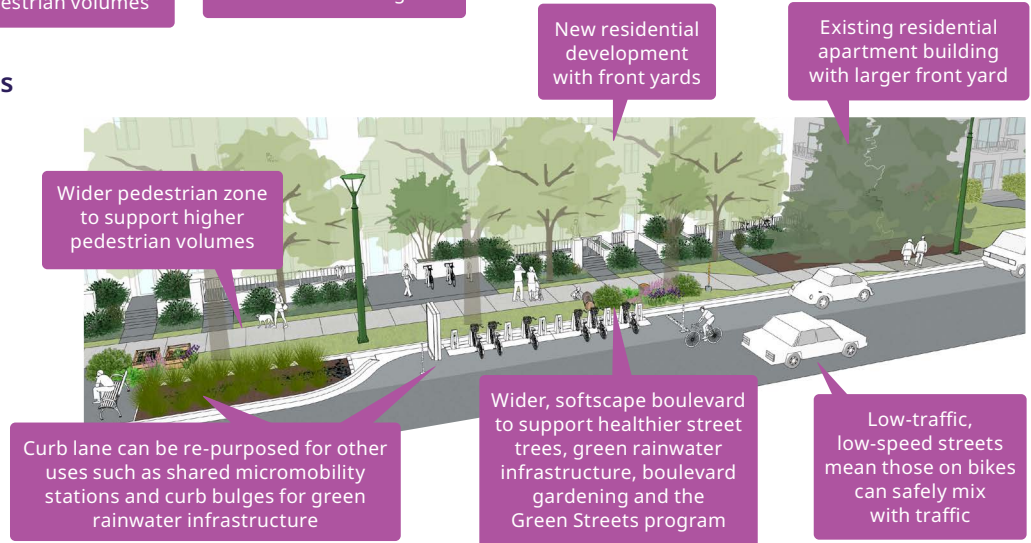 pedestrian volumes
s
New residential
development
with front yards
Existing residential
apartment building
with larger front yard
Wider pedestrian zone
to support higher
pedestrian volumes
Curb lane can be re-purposed for other
uses such as shared micromobility
stations and curb bulges for green
rainwater infrastructure
Wider, softscape boulevard
to support healthier street
trees, green rainwater
infrastructure, boulevard
gardening and the
Green Streets program
Low-traffic,
low-speed streets
mean those on bikes
can safely mix
with traffic